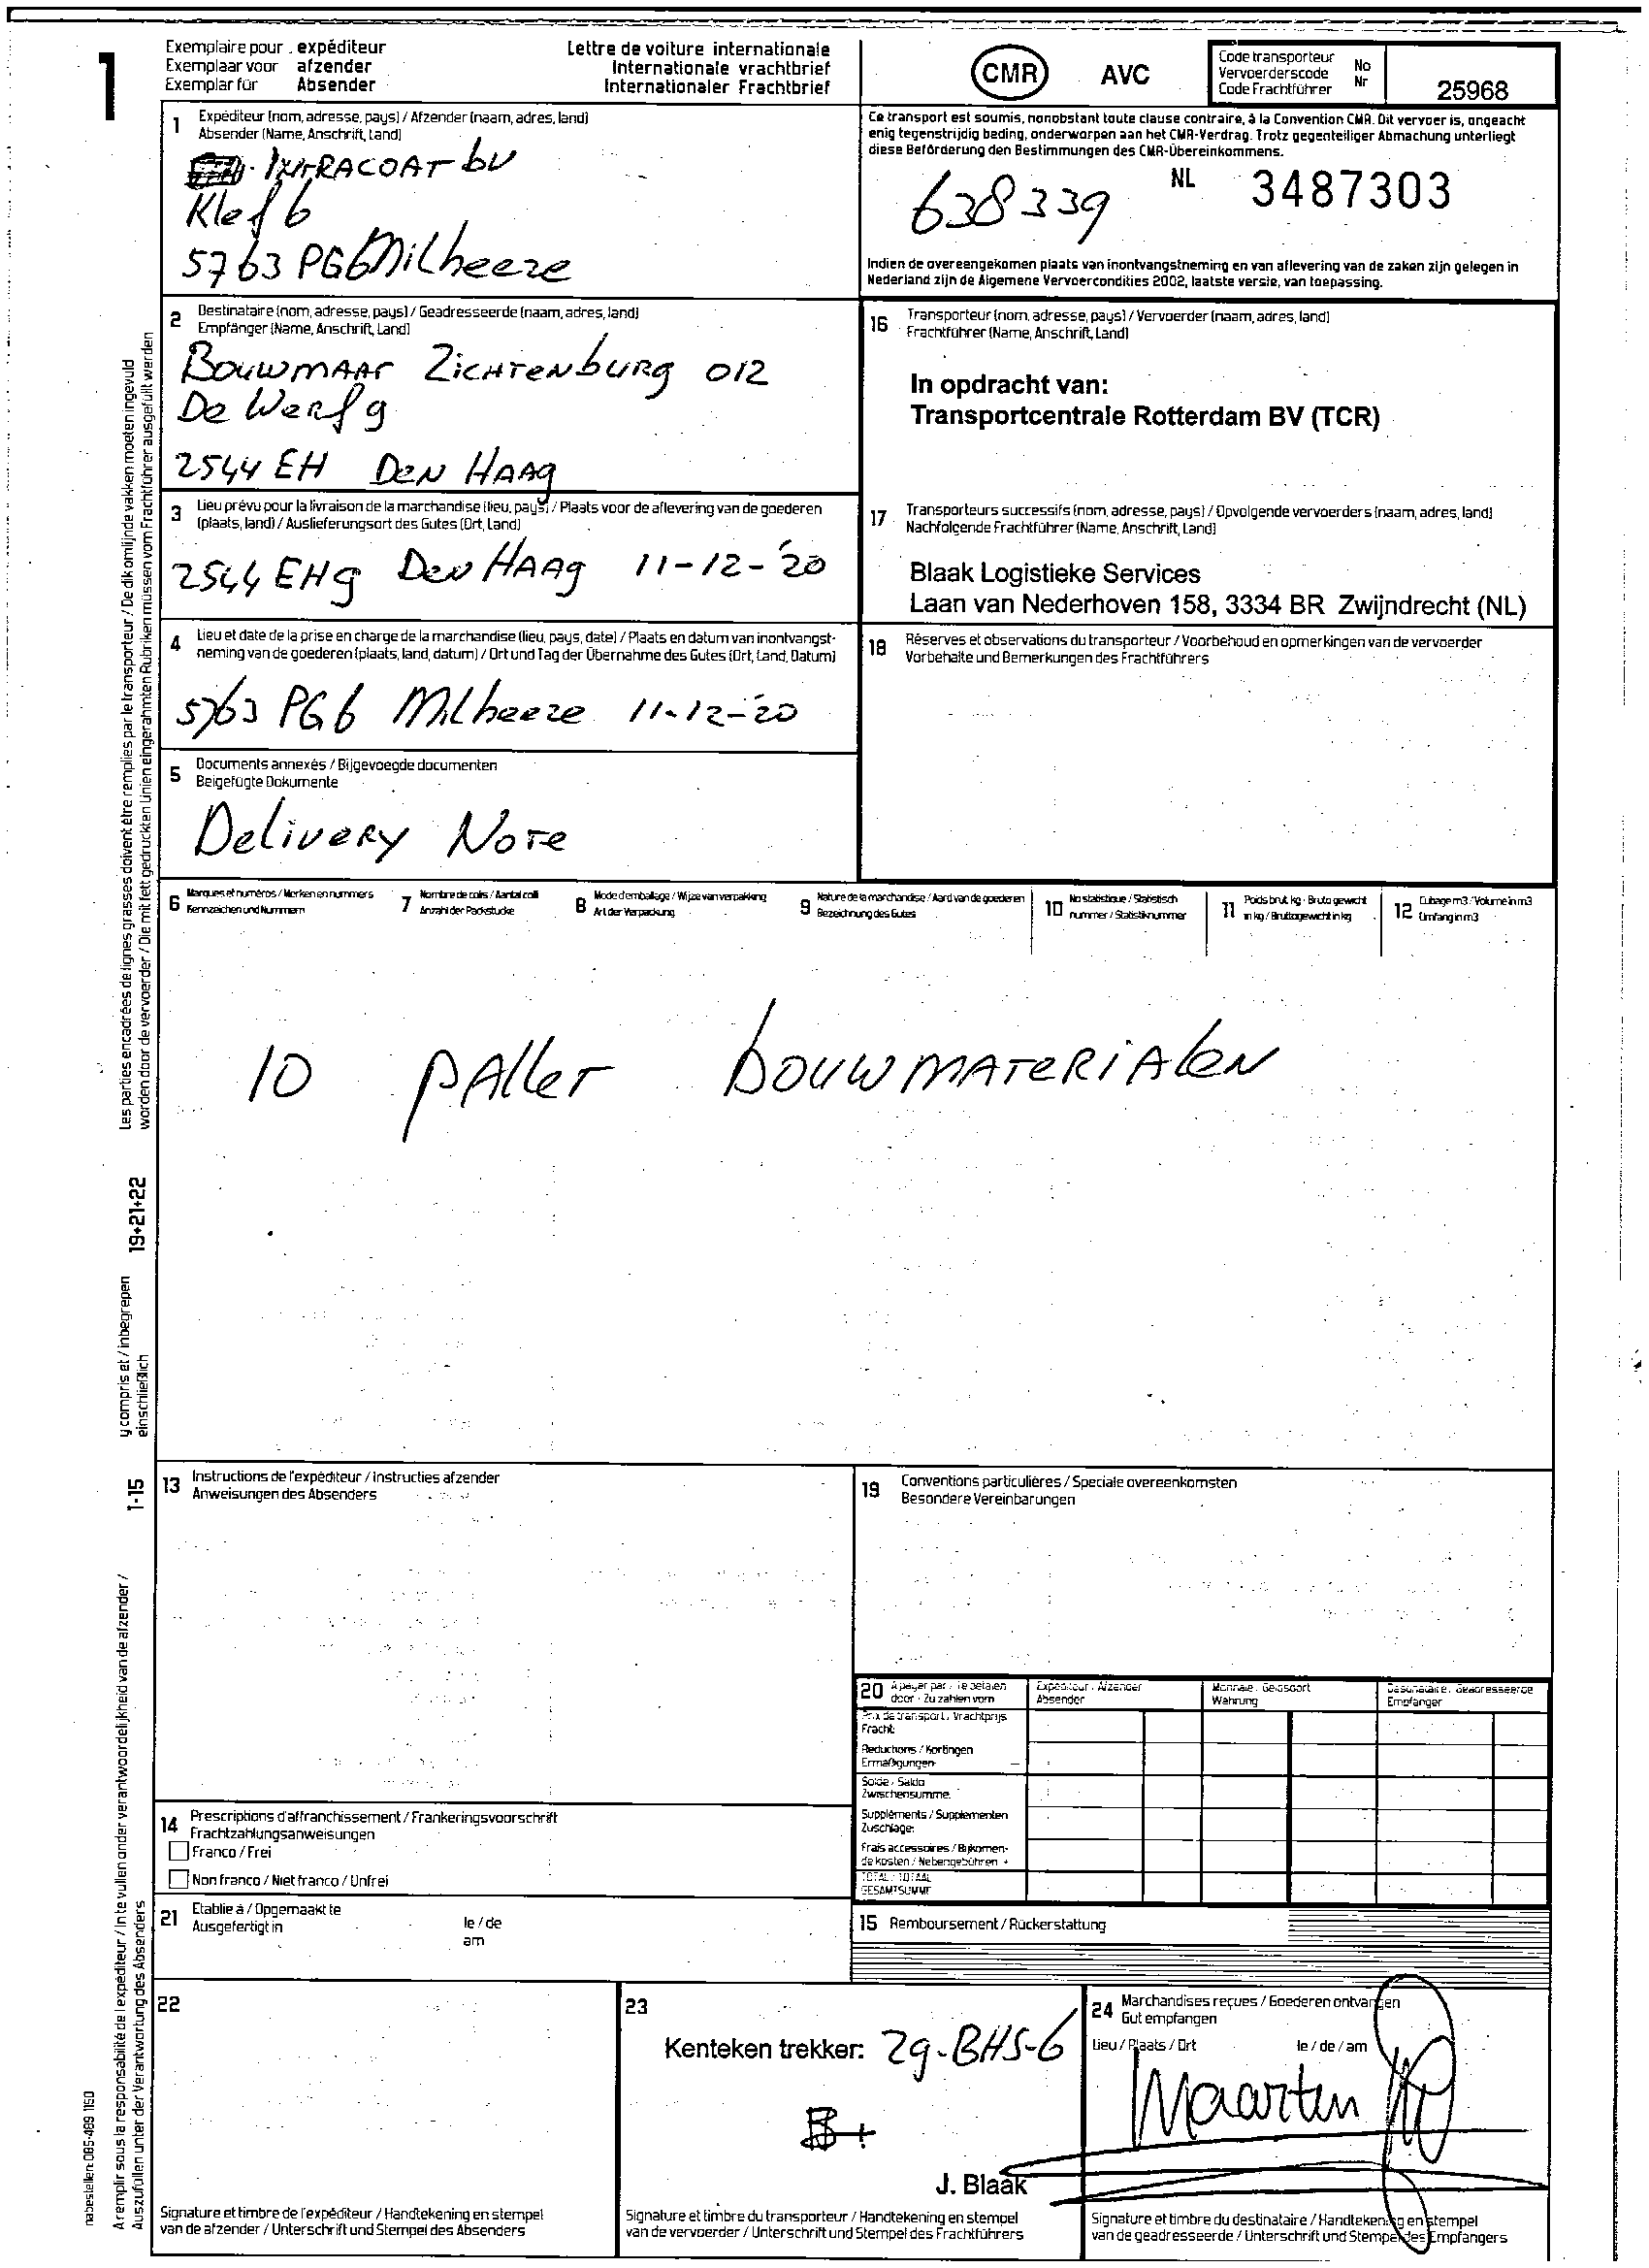 1
Exemplaire pour expéditeur
Exemplaar voor afzender
Exemplar für Absender
Lettre de voiture internationale
Internationale vrachtbrief
Internationaler Frachtbrief
CMR AVC
Code transporteur
Vervoerderscode
Code Frachtführer
No
Nr
25968
1 Expéditeur (nom, adresse, pays) / Afzender (naam, adres, land)
Absender (Name, Anschrift, Land)
INTRACOAT bv
Klef 6
5763 PG6 Milheeze
Ce transport est soumis, nonobstant toute clause contraire, à la Convention CMR. Dit vervoer is, ongeacht
enig tegenstrijdig beding, onderworpen aan het CMR-Verdrag. Trotz gegenteiliger Abmachung unterliegt
diese Beförderung den Bestimmungen des CMR-Übereinkommens.
638339 NL 3487303
Indien de overeengekomen plaats van inontvangstneming en van aflevering van de zaken zijn gelegen in
Nederland zijn de Algemene Vervoercondities 2002, laatste versie, van toepassing.
2 Destinataire (nom, adresse, pays) / Geadresseerde (naam, adres, land)
Empfänger (Name, Anschrift, Land)
Bouwmaat Zichtenburg 012
De Werf 9
2544 EH Den Haag
16 Transporteur (nom, adresse, pays) / Vervoerder (naam, adres, land)
Frachtführer (Name, Anschrift, Land)
In opdracht van:
Transportcentrale Rotterdam BV (TCR)
3 Lieu prévu pour la livraison de la marchandise (lieu, pays) / Plaats voor de aflevering van de goederen
(plaats, land) / Auslieferungsort des Gutes (Ort, Land)
2544 EH9 Den HAAg 11-12-'20
17 Transporteurs successifs (nom, adresse, pays) / Opvolgende vervoerders (naam, adres, land)
Nachfolgende Frachtführer (Name, Anschrift, Land)
Blaak Logistieke Services
Laan van Nederhoven 158, 3334 BR Zwijndrecht (NL)
4 Lieu et date de la prise en charge de la marchandise (lieu, pays, date) / Plaats en datum van inontvangst-
neming van de goederen (plaats, land, datum) / Ort und Tag der Übernahme des Gutes (Ort, Land, Datum)
5763 PG6 Milheeze 11-12-'20
18 Réserves et observations du transporteur / Voorbehoud en opmerkingen van de vervoerder
Vorbehalte und Bemerkungen des Frachtführers
5 Documents annexés / Bijgevoegde documenten
Beigefügte Dokumente
Delivery Note
6 Marques et numéros / Merken en nummers
Kennzeichen und Nummern
7 Nombre de colis / Aantal colli
Anzahl der Packstucke
8 Mode d'emballage / Wijze van verpakking
Art der Verpackung
9 Nature de la marchandise / Aard van de goederen
Bezeichnung des Gutes
10 No statistique / Statistisch
nummer / Statistiknummer
11 Poids brut, kg - Bruto gewicht
in kg / Bruttogewicht in kg
12 Cubage m3 / Volume in m3
Umfang in m3
10 pallet bouwmaterialen
13 Instructions de l'expéditeur / Instructies afzender
Anweisungen des Absenders
19 Conventions particulières / Speciale overeenkomsten
Besondere Vereinbarungen
20 A payer par - Te betalen
door - Zu zahlen vom
Expéditeur - Afzender
Absender
Monnaie - Geldsoort
Wahrung
Destinataire - Geadresseerde
Empfanger
Prix de transport / Vrachtprijs
Fracht:
Reductions / Kortingen
Ermäßigungen -
Solde - Saldo
Zwischensumme
Suppléments / Supplementen
Zuschlage:
Frais accessoires / Bijkomen-
de kosten / Nebengebühren +
TOTAL / TOTAAL
GESAMTSUMME
14 Prescriptions d'affranchissement / Frankeringsvoorschrift
Frachtzahlungsanweisungen
Franco / Frei
Non franco / Niet franco / Unfrei
21 Etablie à / Opgemaakt te
Ausgefertigt in
le / de
am
15 Remboursement / Rückerstattung
22
Signature et timbre de l'expéditeur / Handtekening en stempel
van de afzender / Unterschrift und Stempel des Absenders
23
Kenteken trekker: 29-BHS-6
J. Blaak
Signature et timbre du transporteur / Handtekening en stempel
van de vervoerder / Unterschrift und Stempel des Frachtführers
24 Marchandises reçues / Goederen ontvangen
Gut empfangen
Lieu / Plaats / Ort le / de / am
Maarten
Signature et timbre du destinataire / Handtekening en stempel
van de geadresseerde / Unterschrift und Stempel des Empfangers
Les parties encadrées de lignes grasses doivent être remplies par le transporteur / De dik omlijnde vakken moeten ingevuld
worden door de vervoerder / Die mit fett gedruckten Linien eingerahmten Rubriken müssen vom Frachtführer ausgefüllt werden
19+21+22
y compris et / inbegrepen
einschließlich
1-15
A remplir sous la responsabilité de l'expéditeur / In te vullen onder verantwoordelijkheid van de afzender /
Auszufüllen unter der Verantwortung des Absenders
nabestellen: 085-489 1150